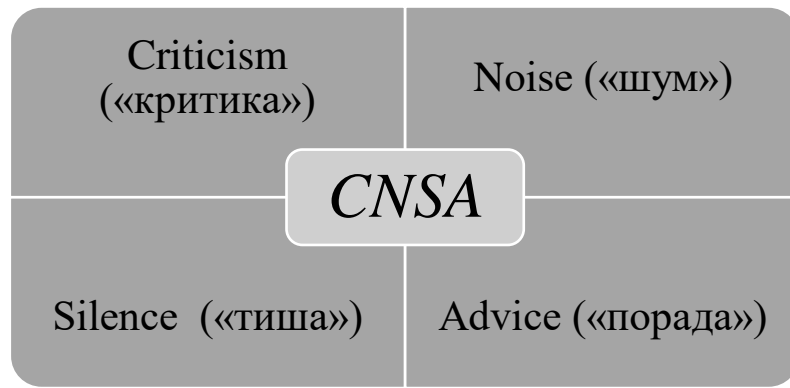 Criticism
(«критика»)
Noise («шум»)
CNSA
Silence («тиша»)
Advice («порада»)